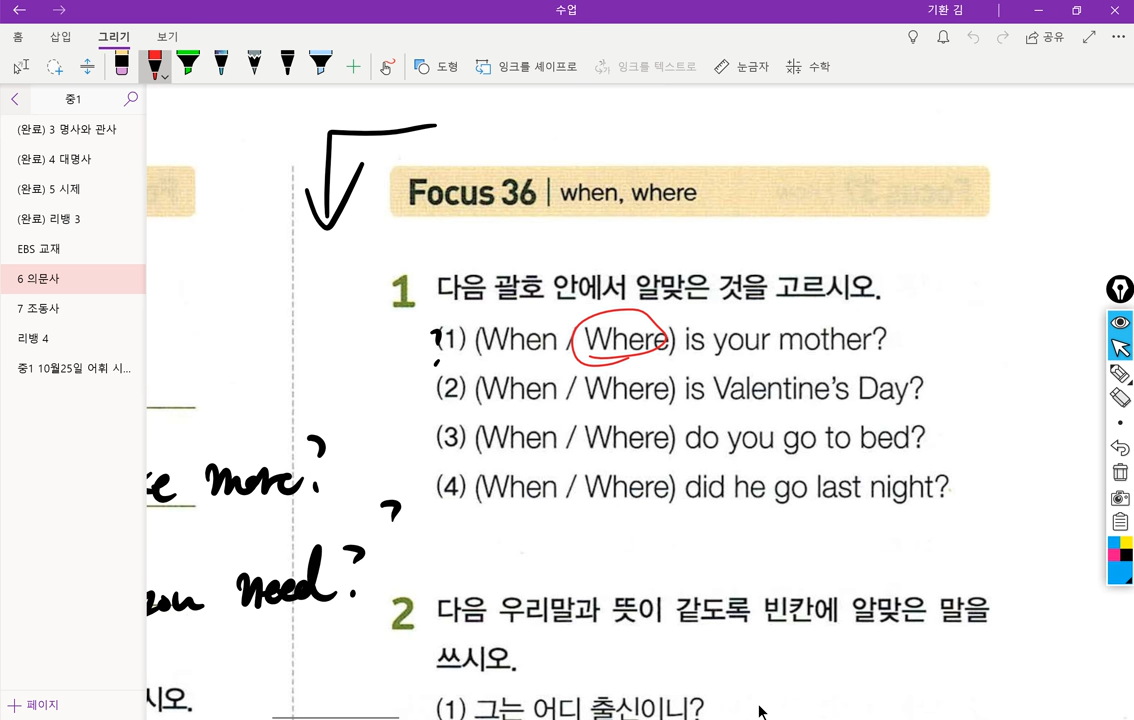 수업
기환 김
홈 삽입 그리기 보기
공유
도형 잉크를 셰이프로 잉크를 텍스트로 눈금자 수학
중1
(완료) 3 명사와 관사
(완료) 4 대명사
(완료) 5 시제
(완료) 리뱅 3
EBS 교재
6 의문사
7 조동사
리뱅 4
중1 10월25일 어휘 시...
페이지
more?
you need?
?
시오.
Focus 36 | when, where
1 다음 괄호 안에서 알맞은 것을 고르시오.
(1) (When / Where) is your mother?
(2) (When / Where) is Valentine's Day?
(3) (When / Where) do you go to bed?
(4) (When / Where) did he go last night?
2 다음 우리말과 뜻이 같도록 빈칸에 알맞은 말을
쓰시오.
(1) 그는 어디 출신이니?